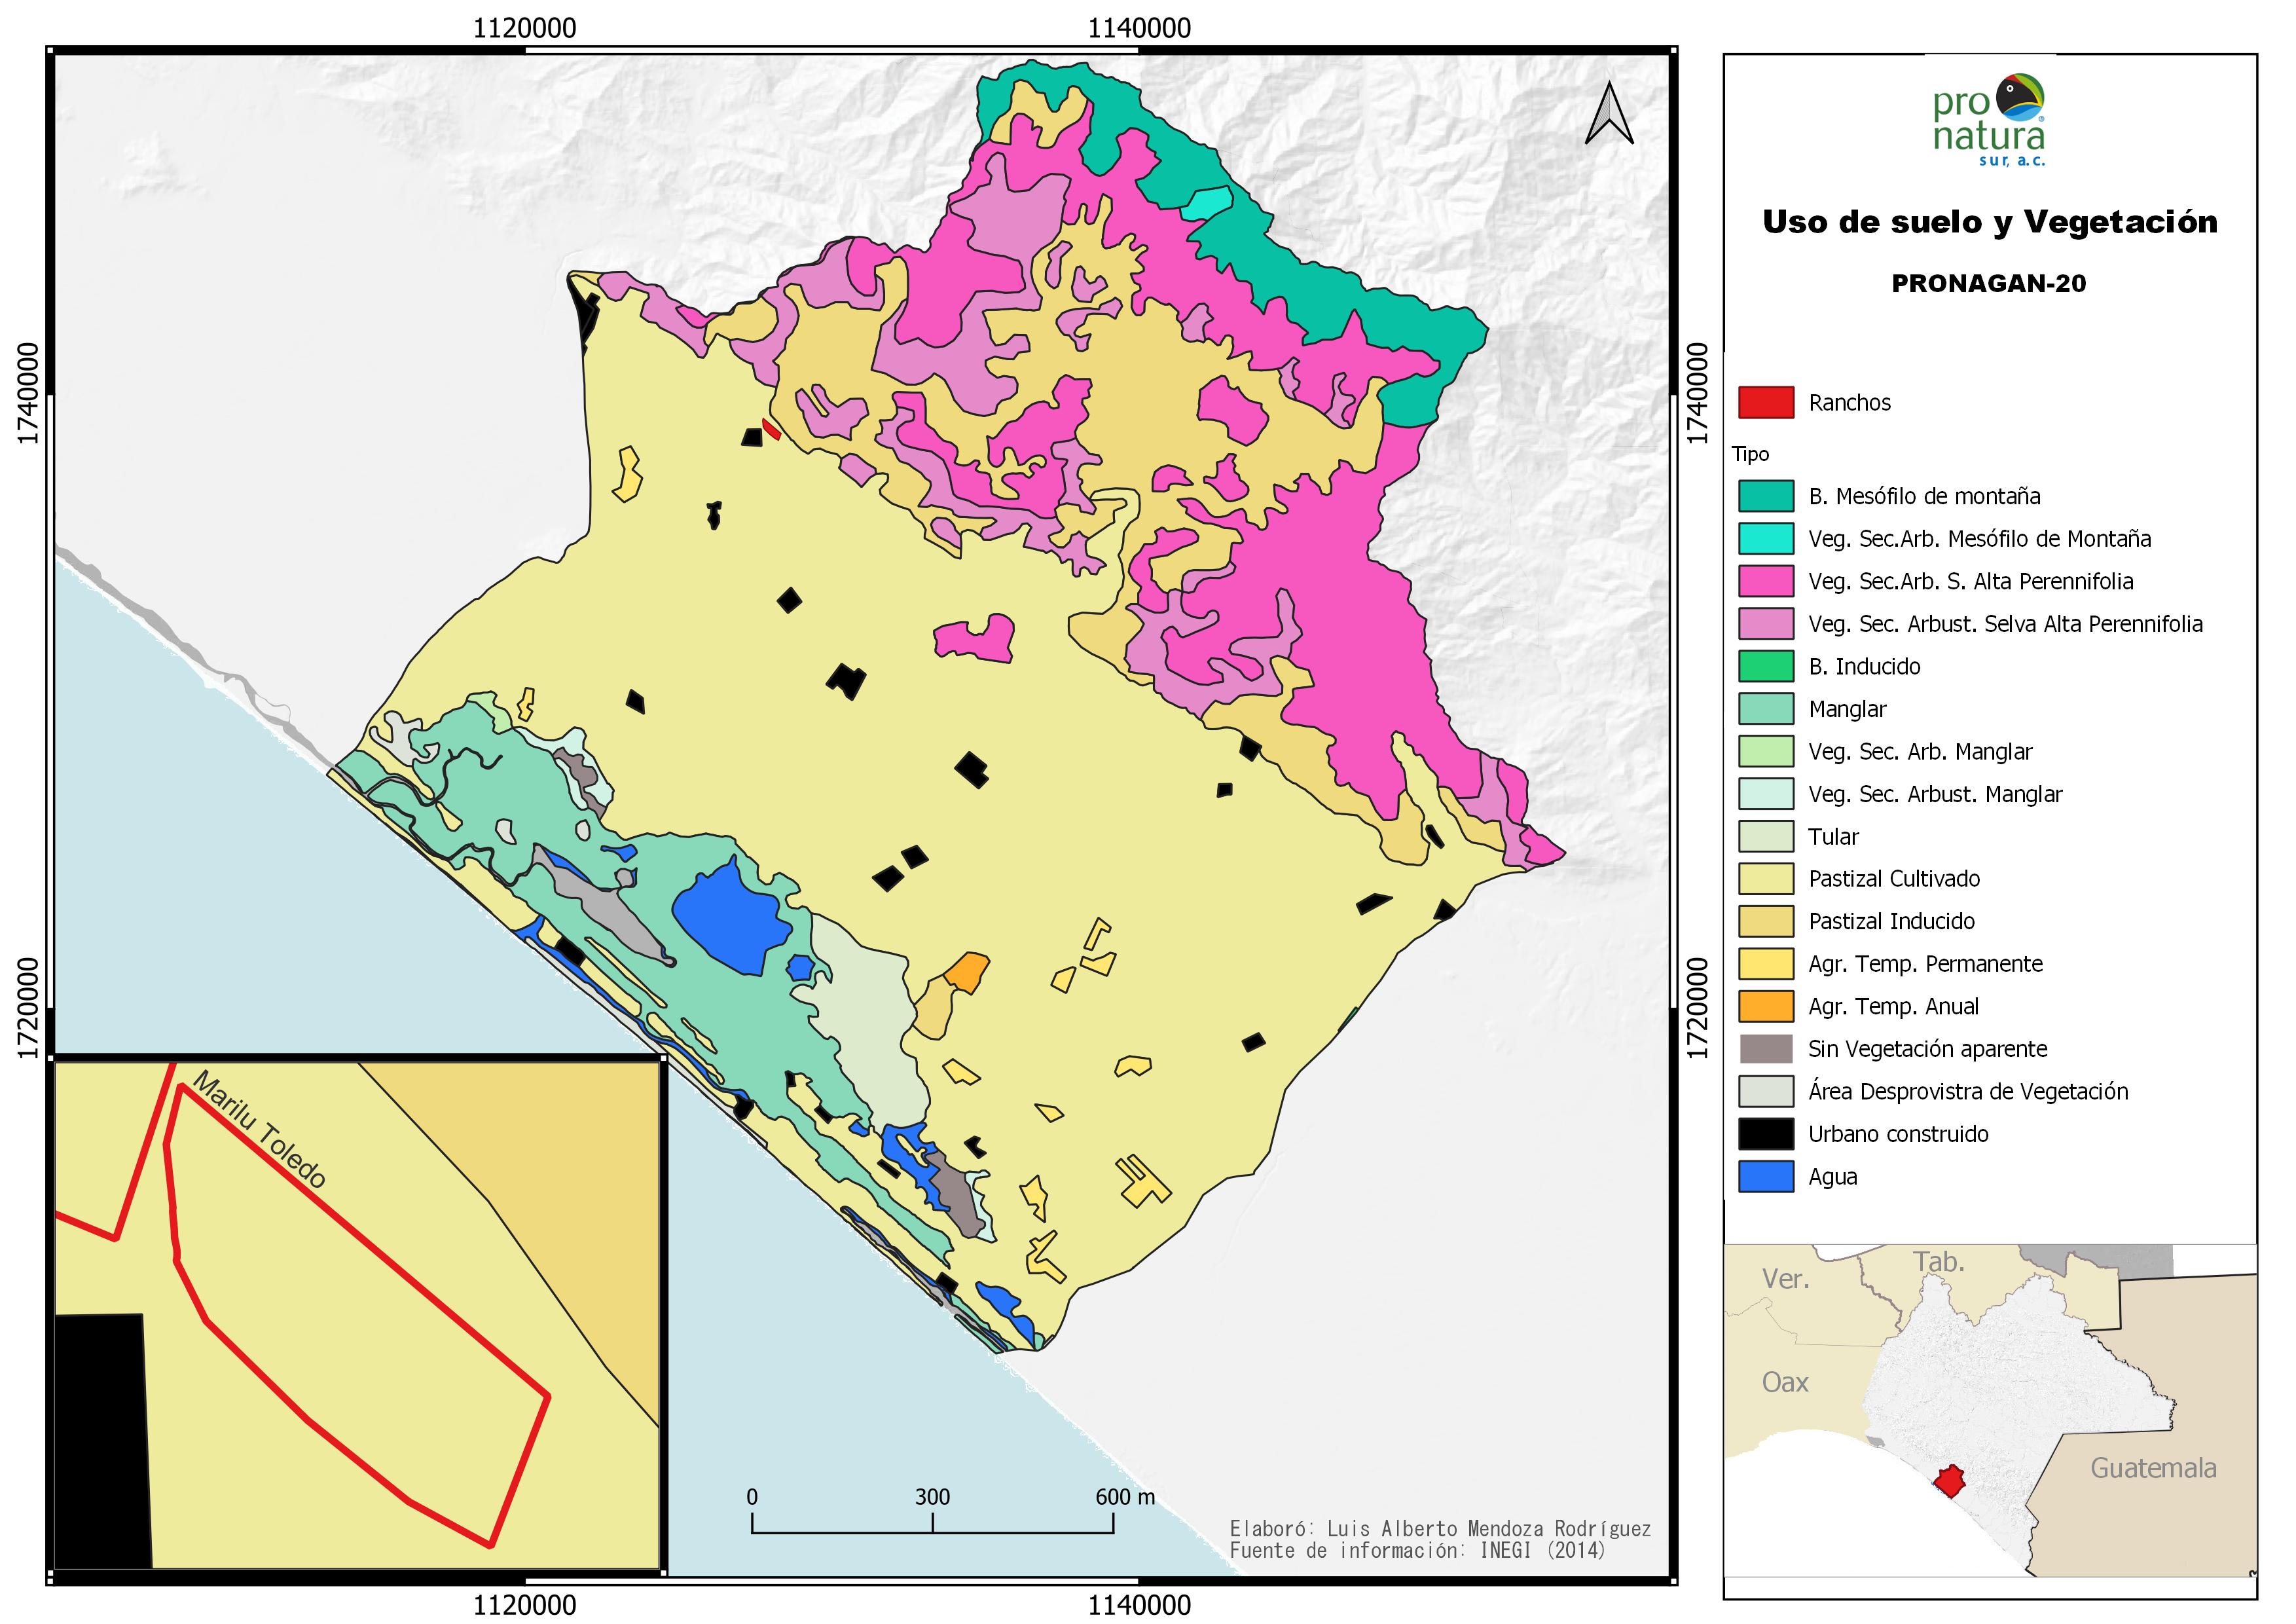 1120000
1140000
1740000
1720000
1740000
1720000
1120000
1140000
Marilu Toledo
0 300 600 m
Elaboró: Luis Alberto Mendoza Rodríguez
Fuente de información: INEGI (2014)
pro
natura
sur, a.c.
Uso de suelo y Vegetación
PRONAGAN-20
Ranchos
Tipo
B. Mesófilo de montaña
Veg. Sec.Arb. Mesófilo de Montaña
Veg. Sec.Arb. S. Alta Perennifolia
Veg. Sec. Arbust. Selva Alta Perennifolia
B. Inducido
Manglar
Veg. Sec. Arb. Manglar
Veg. Sec. Arbust. Manglar
Tular
Pastizal Cultivado
Pastizal Inducido
Agr. Temp. Permanente
Agr. Temp. Anual
Sin Vegetación aparente
Área Desprovistra de Vegetación
Urbano construido
Agua
Tab.
Ver.
Oax
Guatemala